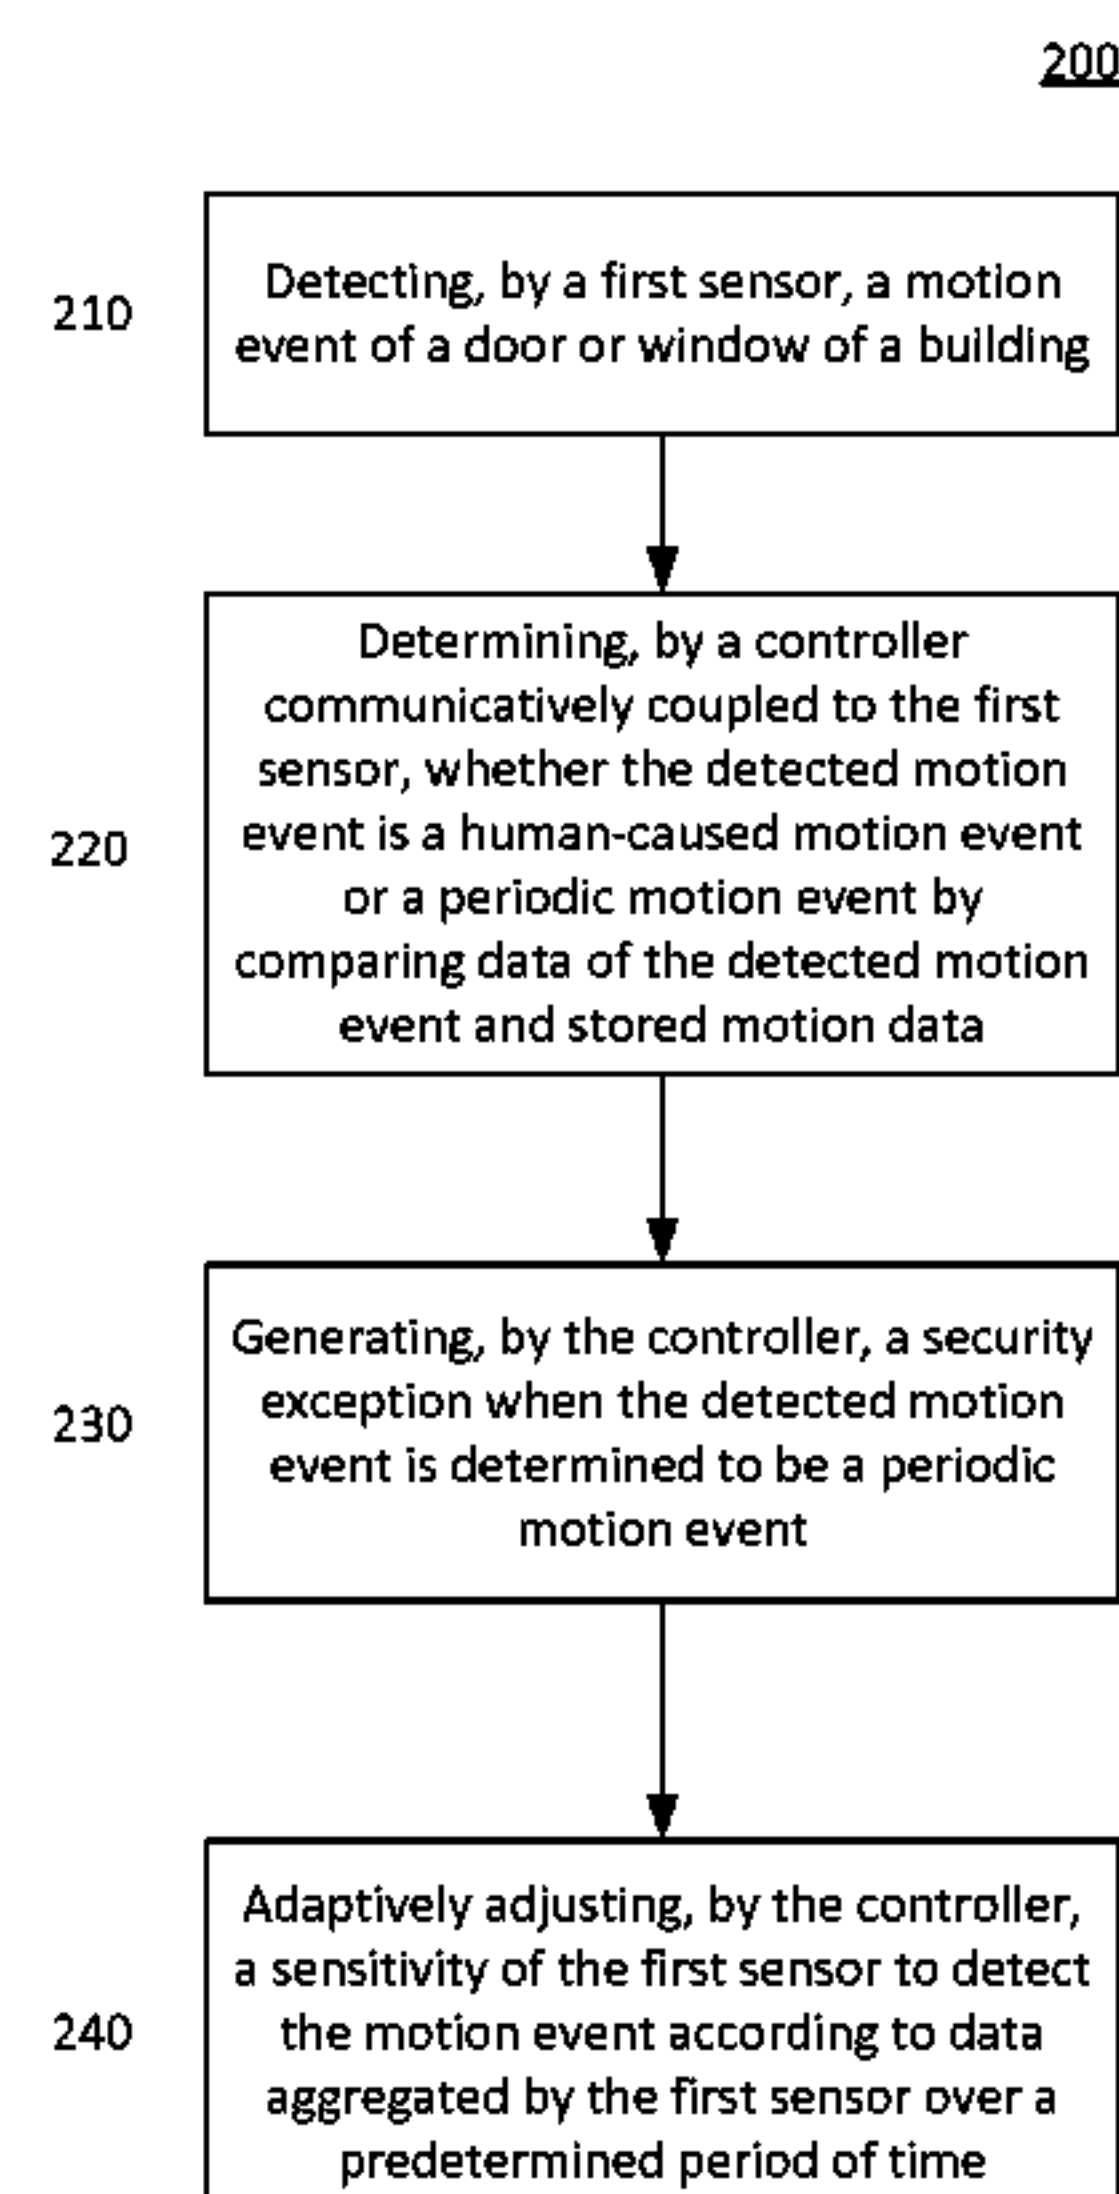 200
210
Detecting, by a first sensor, a motion
event of a door or window of a building
220
Determining, by a controller
communicatively coupled to the first
sensor, whether the detected motion
event is a human-caused motion event
or a periodic motion event by
comparing data of the detected motion
event and stored motion data
230
Generating, by the controller, a security
exception when the detected motion
event is determined to be a periodic
motion event
240
Adaptively adjusting, by the controller,
a sensitivity of the first sensor to detect
the motion event according to data
aggregated by the first sensor over a
predetermined period of time